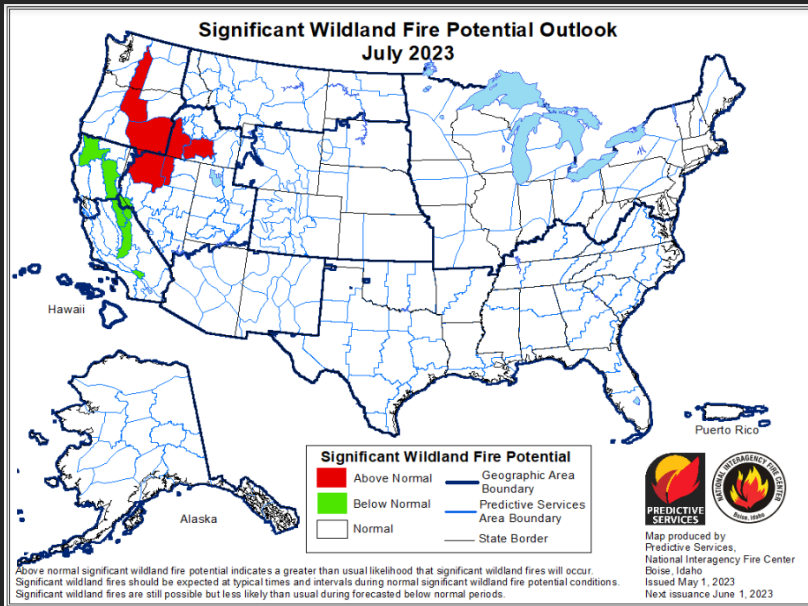 Significant Wildland Fire Potential Outlook
July 2023
Hawaii
Alaska
Puerto Rico
Significant Wildland Fire Potential
Above Normal
Below Normal
Normal
Geographic Area
Boundary
Predictive Services
Area Boundary
State Border
PREDICTIVE
SERVICES
NATIONAL INTERAGENCY FIRE CENTER
Boise, Idaho
Map produced by
Predictive Services,
National Interagency Fire Center
Boise, Idaho
Issued May 1, 2023
Next issuance June 1, 2023
Above normal significant wildland fire potential indicates a greater than usual likelihood that significant wildland fires will occur.
Significant wildland fires should be expected at typical times and intervals during normal significant wildland fire potential conditions.
Significant wildland fires are still possible but less likely than usual during forecasted below normal periods.